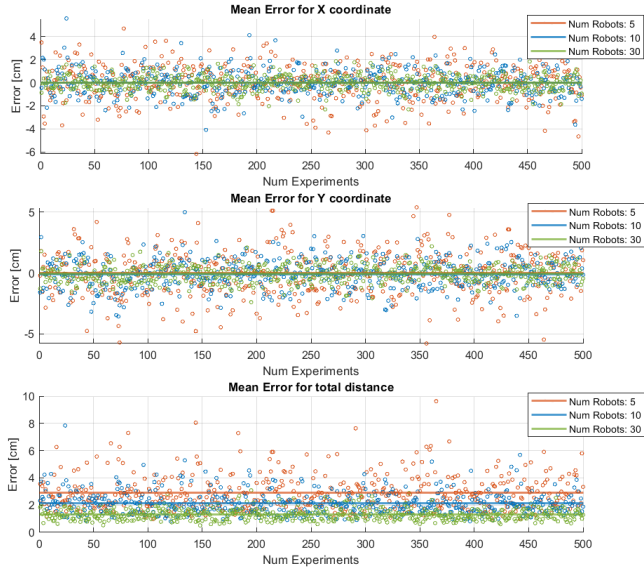 Mean Error for X coordinate
Num Robots: 5
Num Robots: 10
Num Robots: 30
Error [cm]
4
2
0
-2
-4
-6
0 50 100 150 200 250 300 350 400 450 500
Num Experiments
Mean Error for Y coordinate
Num Robots: 5
Num Robots: 10
Num Robots: 30
Error [cm]
5
0
-5
0 50 100 150 200 250 300 350 400 450 500
Num Experiments
Mean Error for total distance
Num Robots: 5
Num Robots: 10
Num Robots: 30
Error [cm]
10
8
6
4
2
0
0 50 100 150 200 250 300 350 400 450 500
Num Experiments